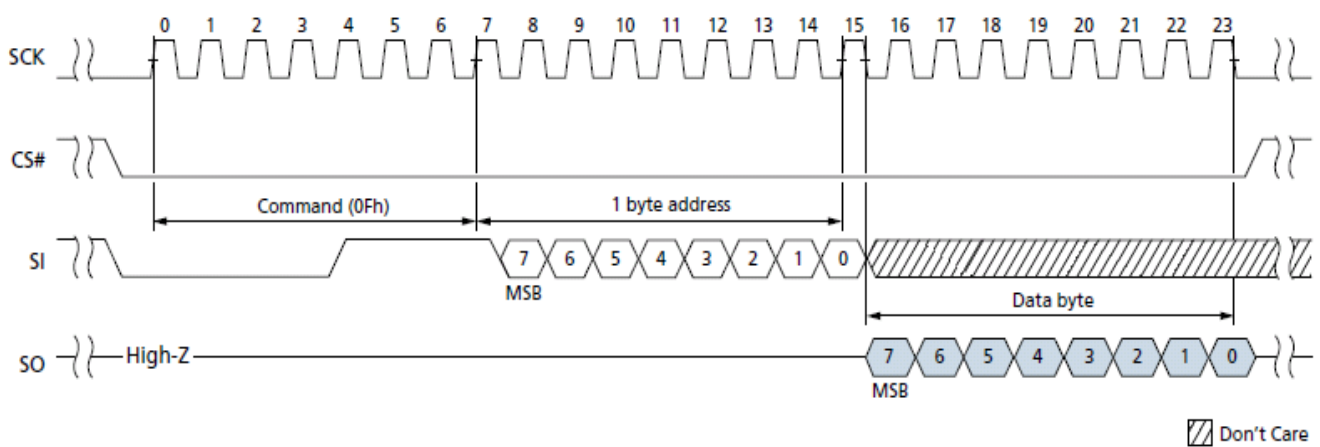 0 1 2 3 4 5 6 7 8 9 10 11 12 13 14 15 16 17 18 19 20 21 22 23
SCK
CS#
Command (0Fh) 1 byte address
SI 7 6 5 4 3 2 1 0
MSB Data byte
SO High-Z 7 6 5 4 3 2 1 0
MSB
Don't Care